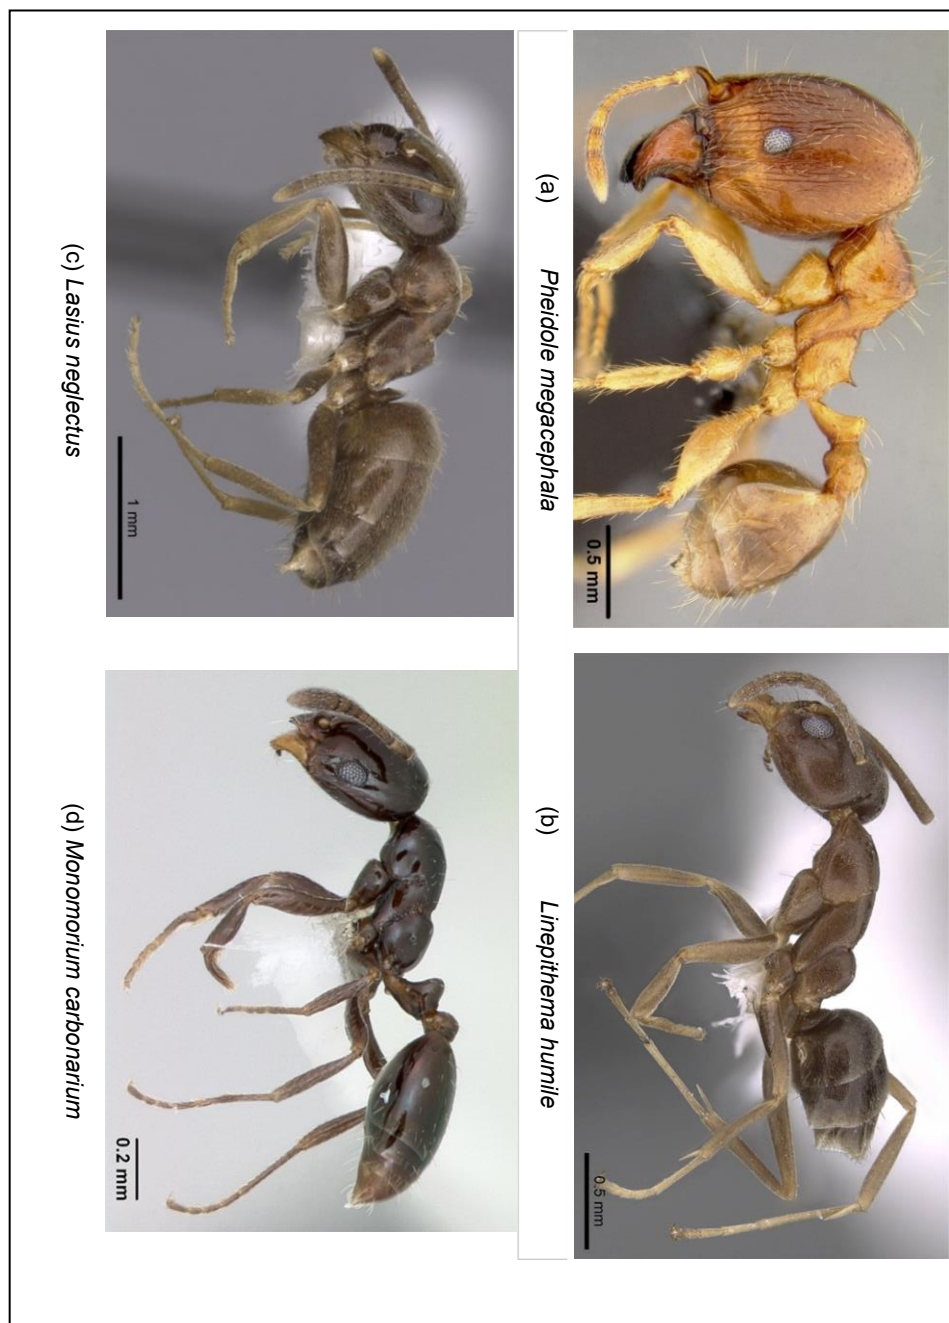 (a) Pheidole megacephala
0.5 mm
(b) Linepithema humile
0.5 mm
(c) Lasius neglectus
1 mm
(d) Monomorium carbonarium
0.2 mm